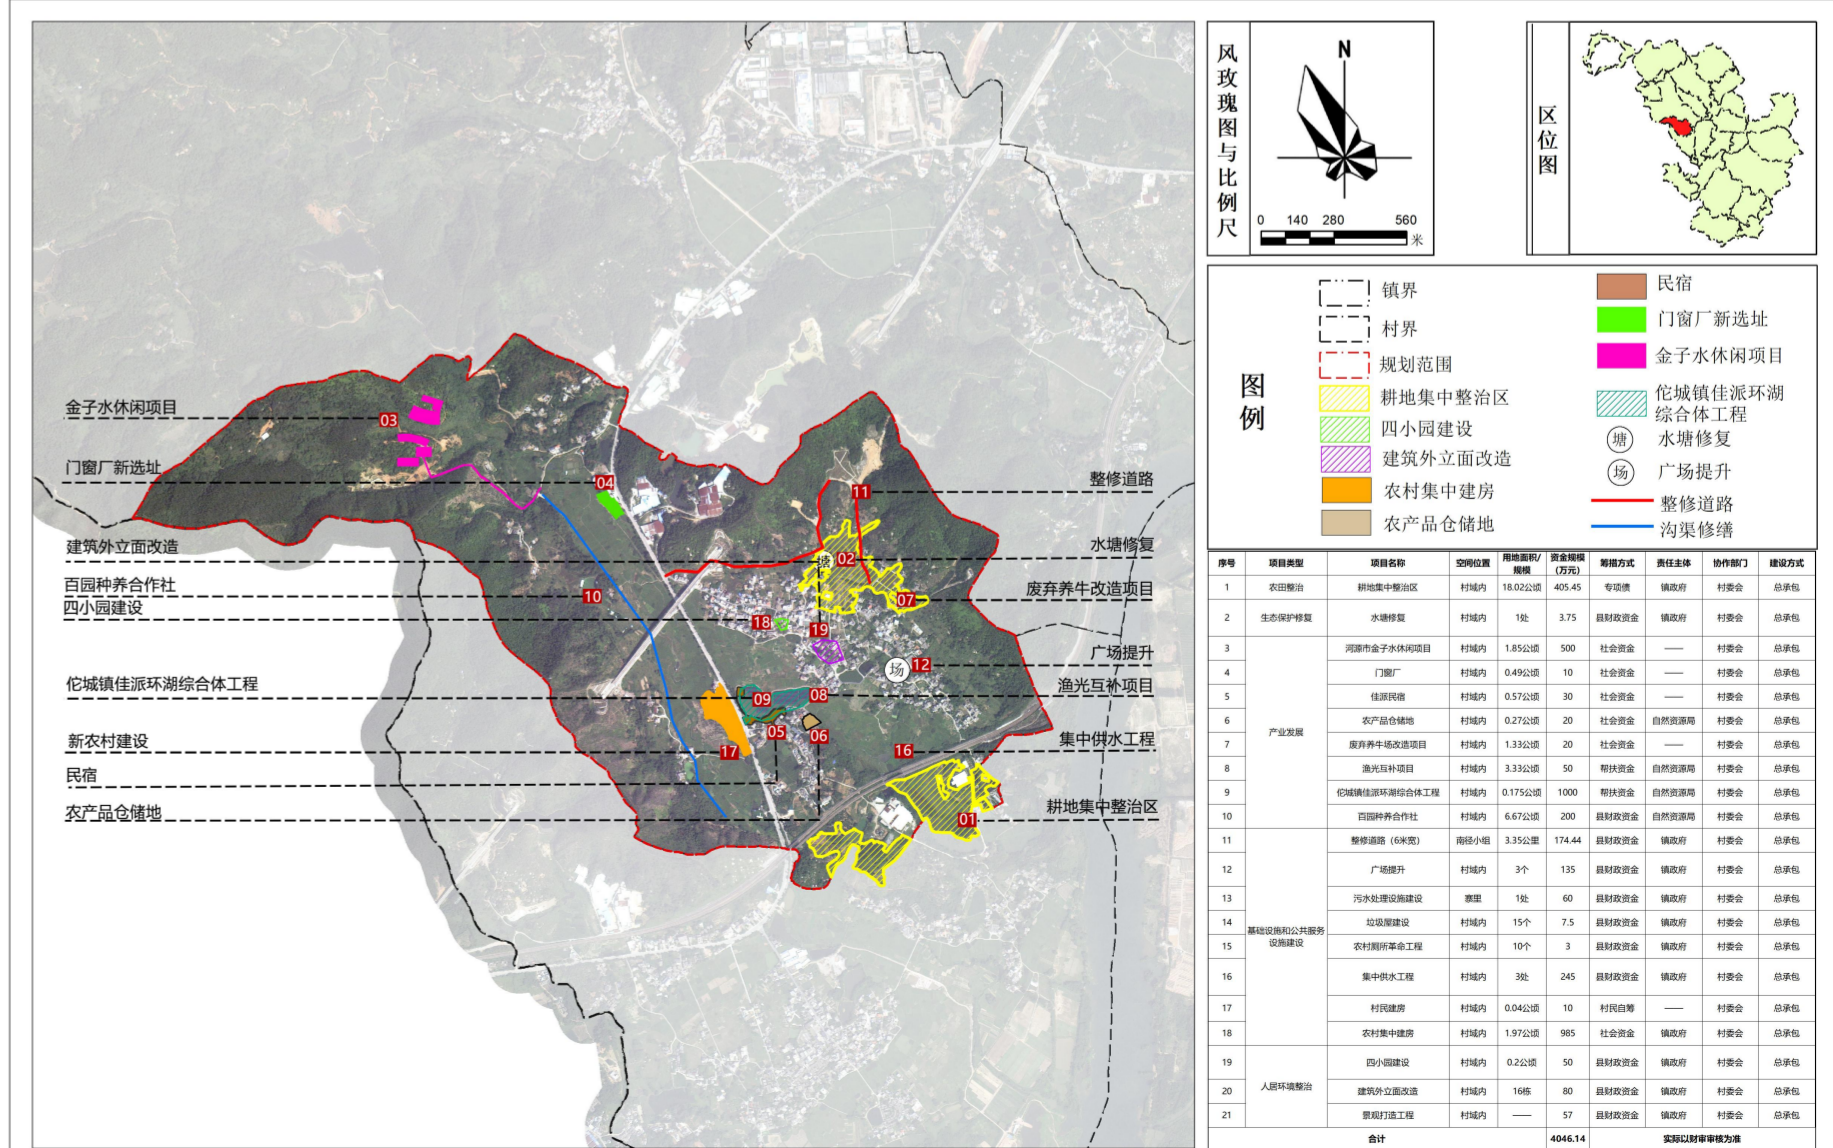 金子水休闲项目
03
门窗厂新选址
04
建筑外立面改造
百园种养合作社
10
四小园建设
18
佗城镇佳派环湖综合体工程
09
08
新农村建设
17
民宿
05
农产品仓储地
06
整修道路
11
水塘修复
塘
02
废弃养牛改造项目
07
19
广场提升
场
12
渔光互补项目
集中供水工程
16
耕地集中整治区
01
风玫瑰图与比例尺
N
0 140 280 560
米
区位图
图例
镇界
村界
规划范围
耕地集中整治区
四小园建设
建筑外立面改造
农村集中建房
农产品仓储地
民宿
门窗厂新选址
金子水休闲项目
佗城镇佳派环湖
综合体工程
塘 水塘修复
场 广场提升
整修道路
沟渠修缮
序号 项目类型 项目名称 空间位置 用地面积/规模 资金规模(万元) 筹措方式 责任主体 协作部门 建设方式
1 农田整治 耕地集中整治区 村域内 18.02公顷 405.45 专项债 镇政府 村委会 总承包
2 生态保护修复 水塘修复 村域内 1处 3.75 县财政资金 镇政府 村委会 总承包
3 产业发展 河源市金子水休闲项目 村域内 1.85公顷 500 社会资金 —— 村委会 总承包
4 门窗厂 村域内 0.49公顷 10 社会资金 —— 村委会 总承包
5 佳派民宿 村域内 0.57公顷 30 社会资金 —— 村委会 总承包
6 农产品仓储地 村域内 0.27公顷 20 社会资金 自然资源局 村委会 总承包
7 废弃养牛场改造项目 村域内 1.33公顷 20 社会资金 —— 村委会 总承包
8 渔光互补项目 村域内 3.33公顷 50 帮扶资金 自然资源局 村委会 总承包
9 佗城镇佳派环湖综合体工程 村域内 0.175公顷 1000 帮扶资金 自然资源局 村委会 总承包
10 百园种养合作社 村域内 6.67公顷 200 县财政资金 自然资源局 村委会 总承包
11 基础设施和公共服务设施建设 整修道路（6米宽） 南径小组 3.35公里 174.44 县财政资金 镇政府 村委会 总承包
12 广场提升 村域内 3个 135 县财政资金 镇政府 村委会 总承包
13 污水处理设施建设 寨里 1处 60 县财政资金 镇政府 村委会 总承包
14 垃圾屋建设 村域内 15个 7.5 县财政资金 镇政府 村委会 总承包
15 农村厕所革命工程 村域内 10个 3 县财政资金 镇政府 村委会 总承包
16 集中供水工程 村域内 3处 245 县财政资金 镇政府 村委会 总承包
17 村民建房 村域内 0.04公顷 10 村民自筹 —— 村委会 总承包
18 农村集中建房 村域内 1.97公顷 985 社会资金 镇政府 村委会 总承包
19 人居环境整治 四小园建设 村域内 0.2公顷 50 县财政资金 镇政府 村委会 总承包
20 建筑外立面改造 村域内 16栋 80 县财政资金 镇政府 村委会 总承包
21 景观打造工程 村域内 —— 57 县财政资金 镇政府 村委会 总承包
合计 4046.14 实际以财审审核为准